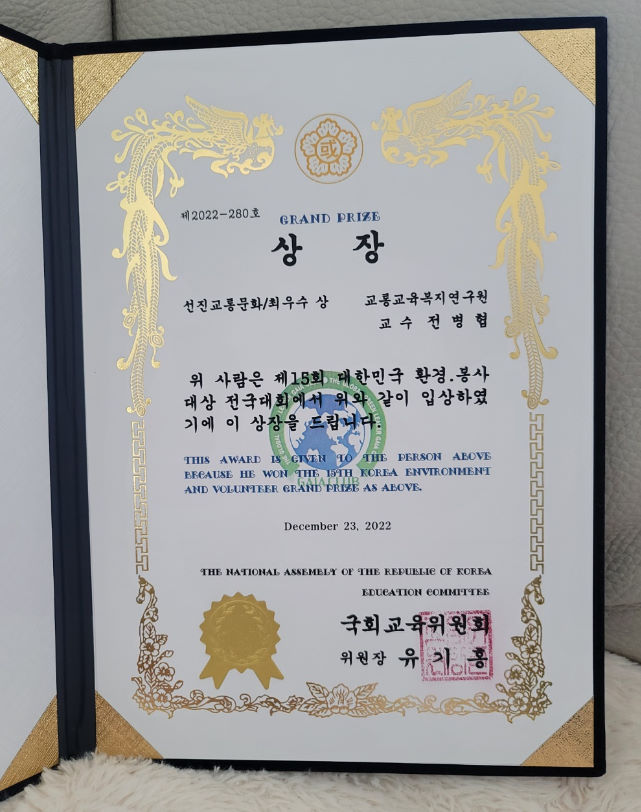 或
제2022-280호
GRAND PRIZE
상 장
선진교통문화/최우수 상
교통교육복지연구원
교 수 전 병 협
위 사람은 제15회 대한민국 환경.봉사
대상 전국대회에서 위와 같이 입상하였
기에 이 상장을 드립니다.
THIS AWARD IS GIVEN TO THE PERSON ABOVE
BECAUSE HE WON THE 15TH KOREA ENVIRONMENT
AND VOLUNTEER GRAND PRIZE AS ABOVE.
GAIA CLUB
December 23, 2022
THE NATIONAL ASSEMBLY OF THE REPUBLIC OF KOREA
EDUCATION COMMITTEE
국회교육위원회
위원장 유 기 홍